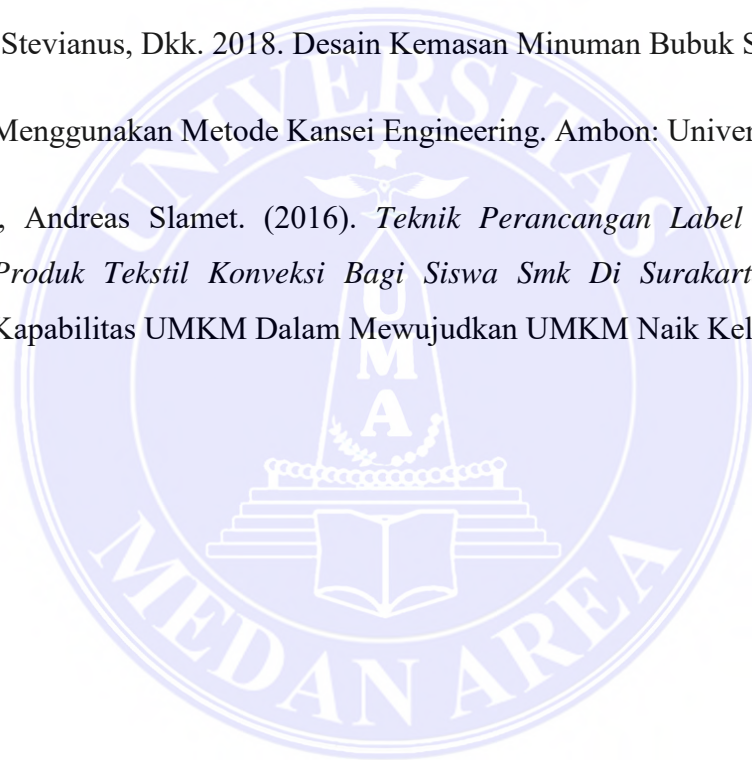 Stevianus, Dkk. 2018. Desain Kemasan Minuman Bubuk S
Menggunakan Metode Kansei Engineering. Ambon: Univer
, Andreas Slamet. (2016). Teknik Perancangan Label
Produk Tekstil Konveksi Bagi Siswa Smk Di Surakart
Kapabilitas UMKM Dalam Mewujudkan UMKM Naik Kel
UNIVERSITAS
UMA
MEDAN AREA